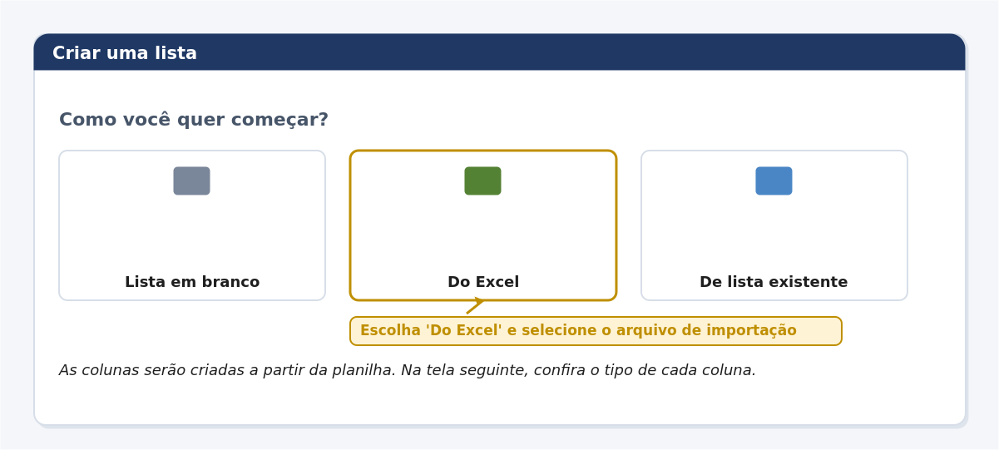 Criar uma lista
Como você quer começar?
Lista em branco
Do Excel
De lista existente
Escolha 'Do Excel' e selecione o arquivo de importação
As colunas serão criadas a partir da planilha. Na tela seguinte, confira o tipo de cada coluna.